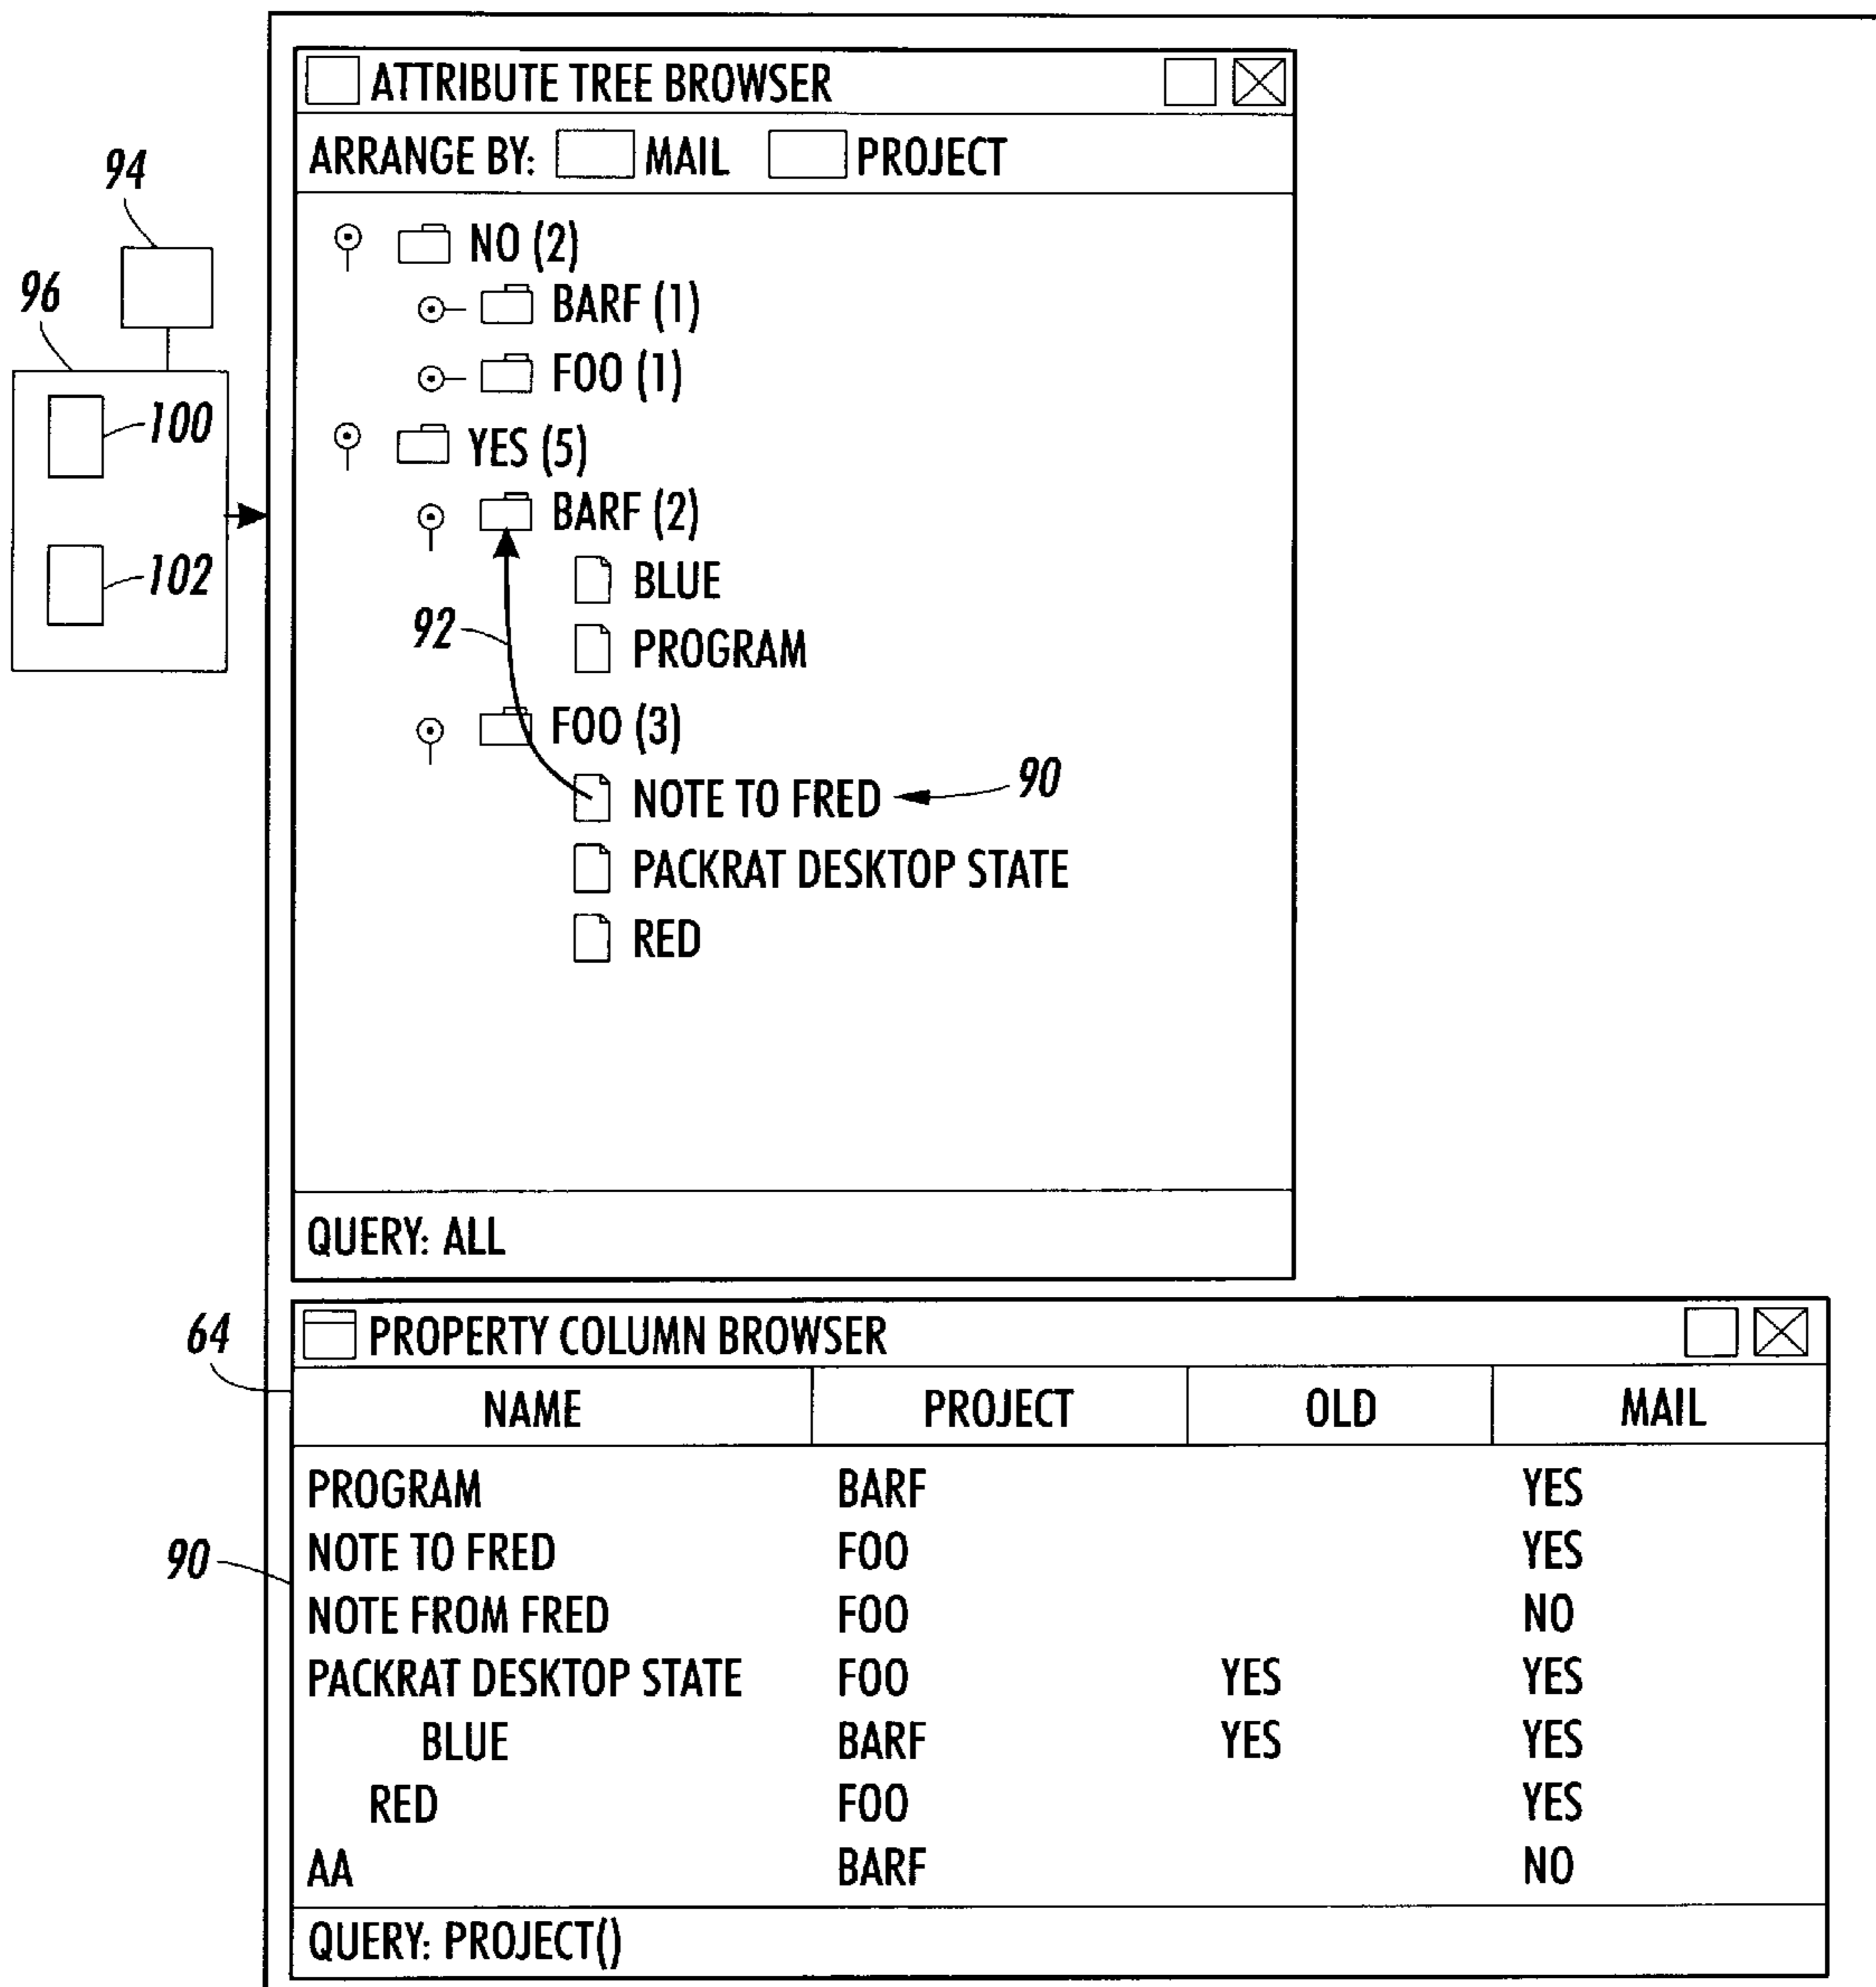 ATTRIBUTE TREE BROWSER
ARRANGE BY: MAIL PROJECT
94
96
100
102
NO (2)
BARF (1)
FOO (1)
YES (5)
BARF (2)
BLUE
92
PROGRAM
FOO (3)
NOTE TO FRED 90
PACKRAT DESKTOP STATE
RED
QUERY: ALL
64
PROPERTY COLUMN BROWSER
NAME PROJECT OLD MAIL
PROGRAM BARF YES
90
NOTE TO FRED FOO YES
NOTE FROM FRED FOO NO
PACKRAT DESKTOP STATE FOO YES YES
BLUE BARF YES YES
RED FOO YES
AA BARF NO
QUERY: PROJECT()